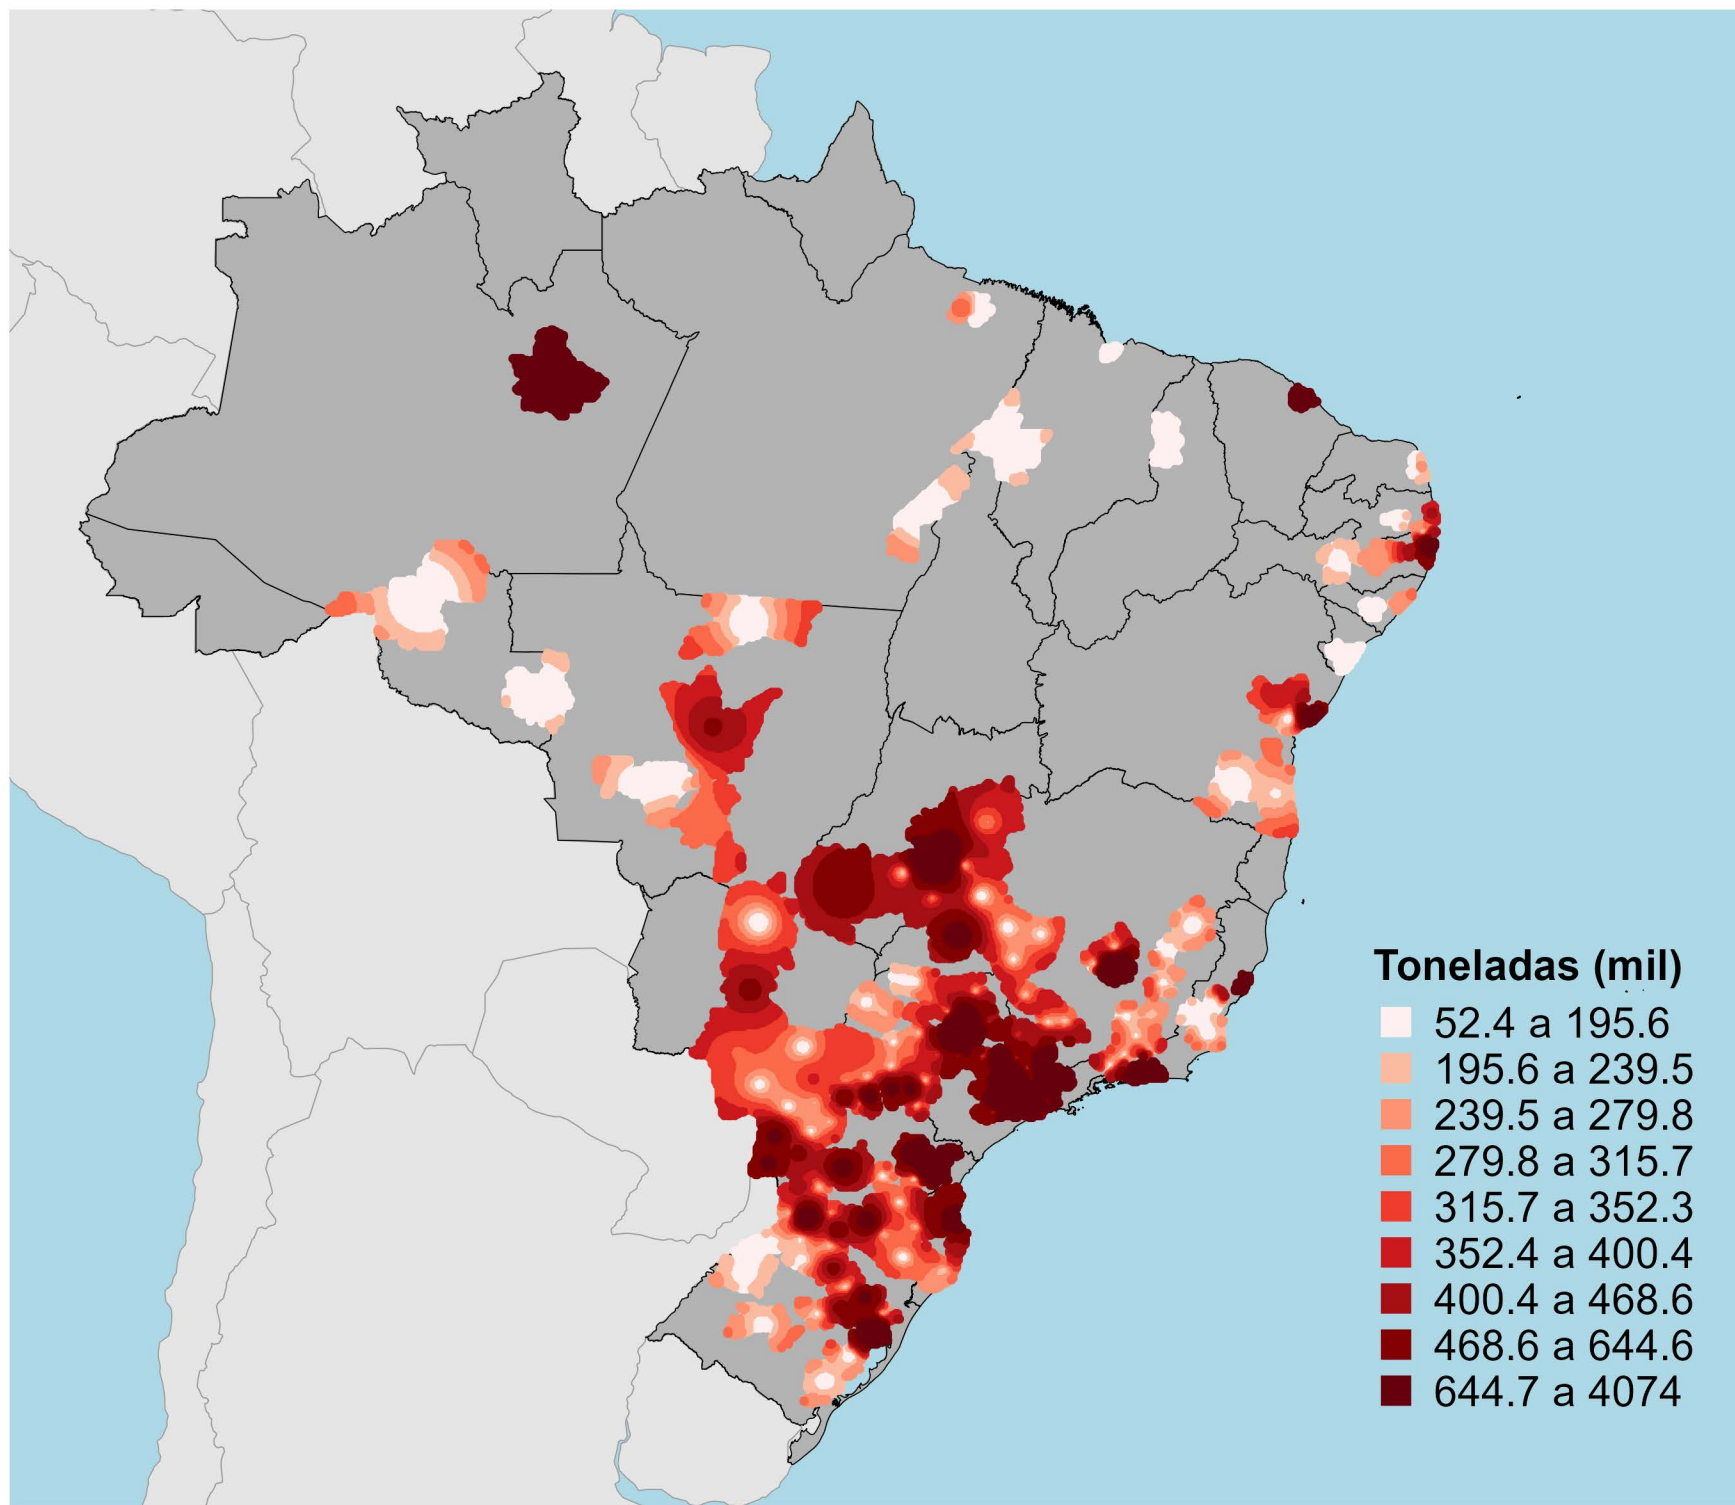 Toneladas (mil)
52.4 a 195.6
195.6 a 239.5
239.5 a 279.8
279.8 a 315.7
315.7 a 352.3
352.4 a 400.4
400.4 a 468.6
468.6 a 644.6
644.7 a 4074